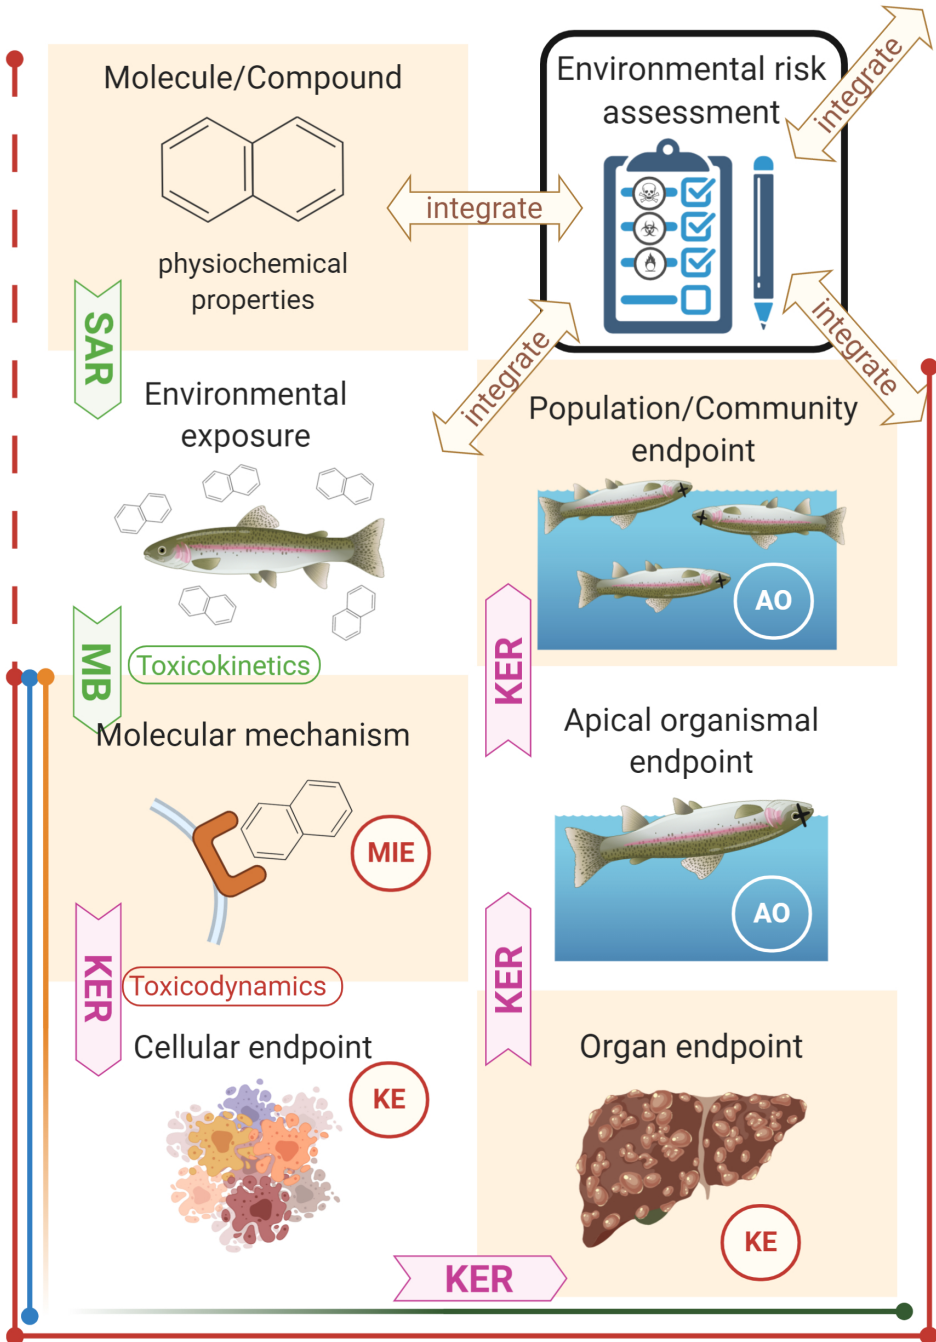 Molecule/Compound
physiochemical
properties
integrate
Environmental risk
assessment
integrate
integrate
integrate
SAR
Environmental
exposure
MB
Toxicokinetics
Molecular mechanism
MIE
KER
Toxicodynamics
Cellular endpoint
KE
KER
Organ endpoint
KE
KER
Apical organismal
endpoint
AO
KER
Population/Community
endpoint
AO